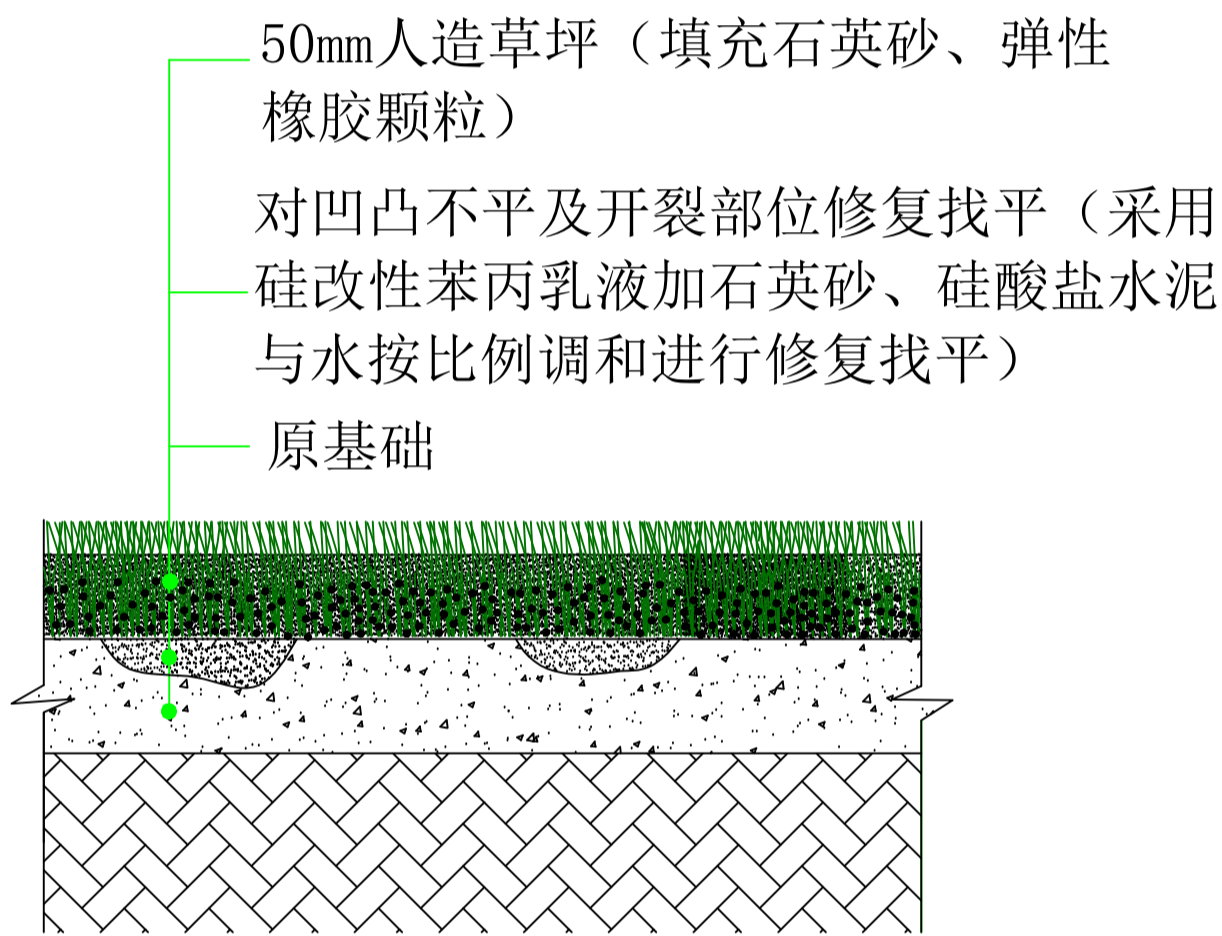 50mm人造草坪（填充石英砂、弹性
橡胶颗粒）
对凹凸不平及开裂部位修复找平（采用
硅改性苯丙乳液加石英砂、硅酸盐水泥
与水按比例调和进行修复找平）
原基础